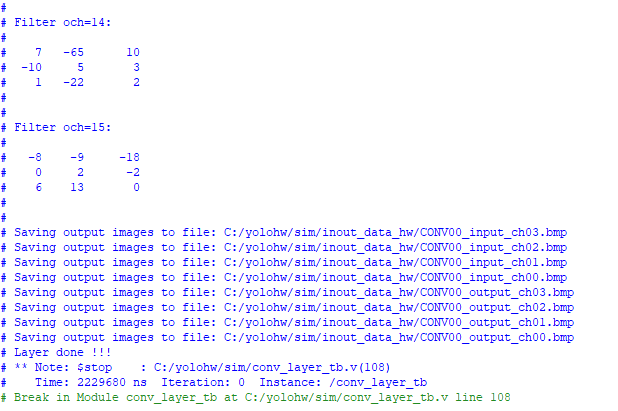 #
# Filter och=14:
#
#    7   -65      10
#  -10     5       3
#    1   -22       2
#
#
# Filter och=15:
#
#   -8    -9     -18
#    0     2      -2
#    6    13       0
#
#
# Saving output images to file: C:/yolohw/sim/inout_data_hw/CONV00_input_ch03.bmp
# Saving output images to file: C:/yolohw/sim/inout_data_hw/CONV00_input_ch02.bmp
# Saving output images to file: C:/yolohw/sim/inout_data_hw/CONV00_input_ch01.bmp
# Saving output images to file: C:/yolohw/sim/inout_data_hw/CONV00_input_ch00.bmp
# Saving output images to file: C:/yolohw/sim/inout_data_hw/CONV00_output_ch03.bmp
# Saving output images to file: C:/yolohw/sim/inout_data_hw/CONV00_output_ch02.bmp
# Saving output images to file: C:/yolohw/sim/inout_data_hw/CONV00_output_ch01.bmp
# Saving output images to file: C:/yolohw/sim/inout_data_hw/CONV00_output_ch00.bmp
# Layer done !!!
# ** Note: $stop    : C:/yolohw/sim/conv_layer_tb.v(108)
#    Time: 2229680 ns  Iteration: 0  Instance: /conv_layer_tb
# Break in Module conv_layer_tb at C:/yolohw/sim/conv_layer_tb.v line 108